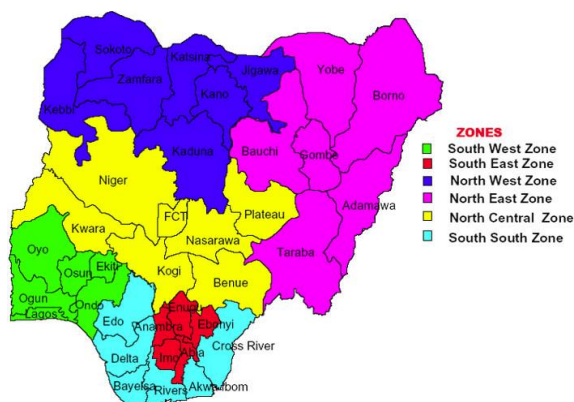 Sokoto
Katsina
Zamfara
Jigawa
Yobe
Kano
Borno
Kebbi
Kaduna
Bauchi
Gombe
Niger
Adamawa
FCT
Plateau
Kwara
Nasarawa
Taraba
Oyo
Osun
Ekiti
Kogi
Benue
Ogun
Lagos
Ondo
Edo
Enugu
Anambra
Ebonyi
Cross River
Delta
Imo
Abia
Bayelsa
Rivers
Akwa Ibom
ZONES
South West Zone
South East Zone
North West Zone
North East Zone
North Central Zone
South South Zone